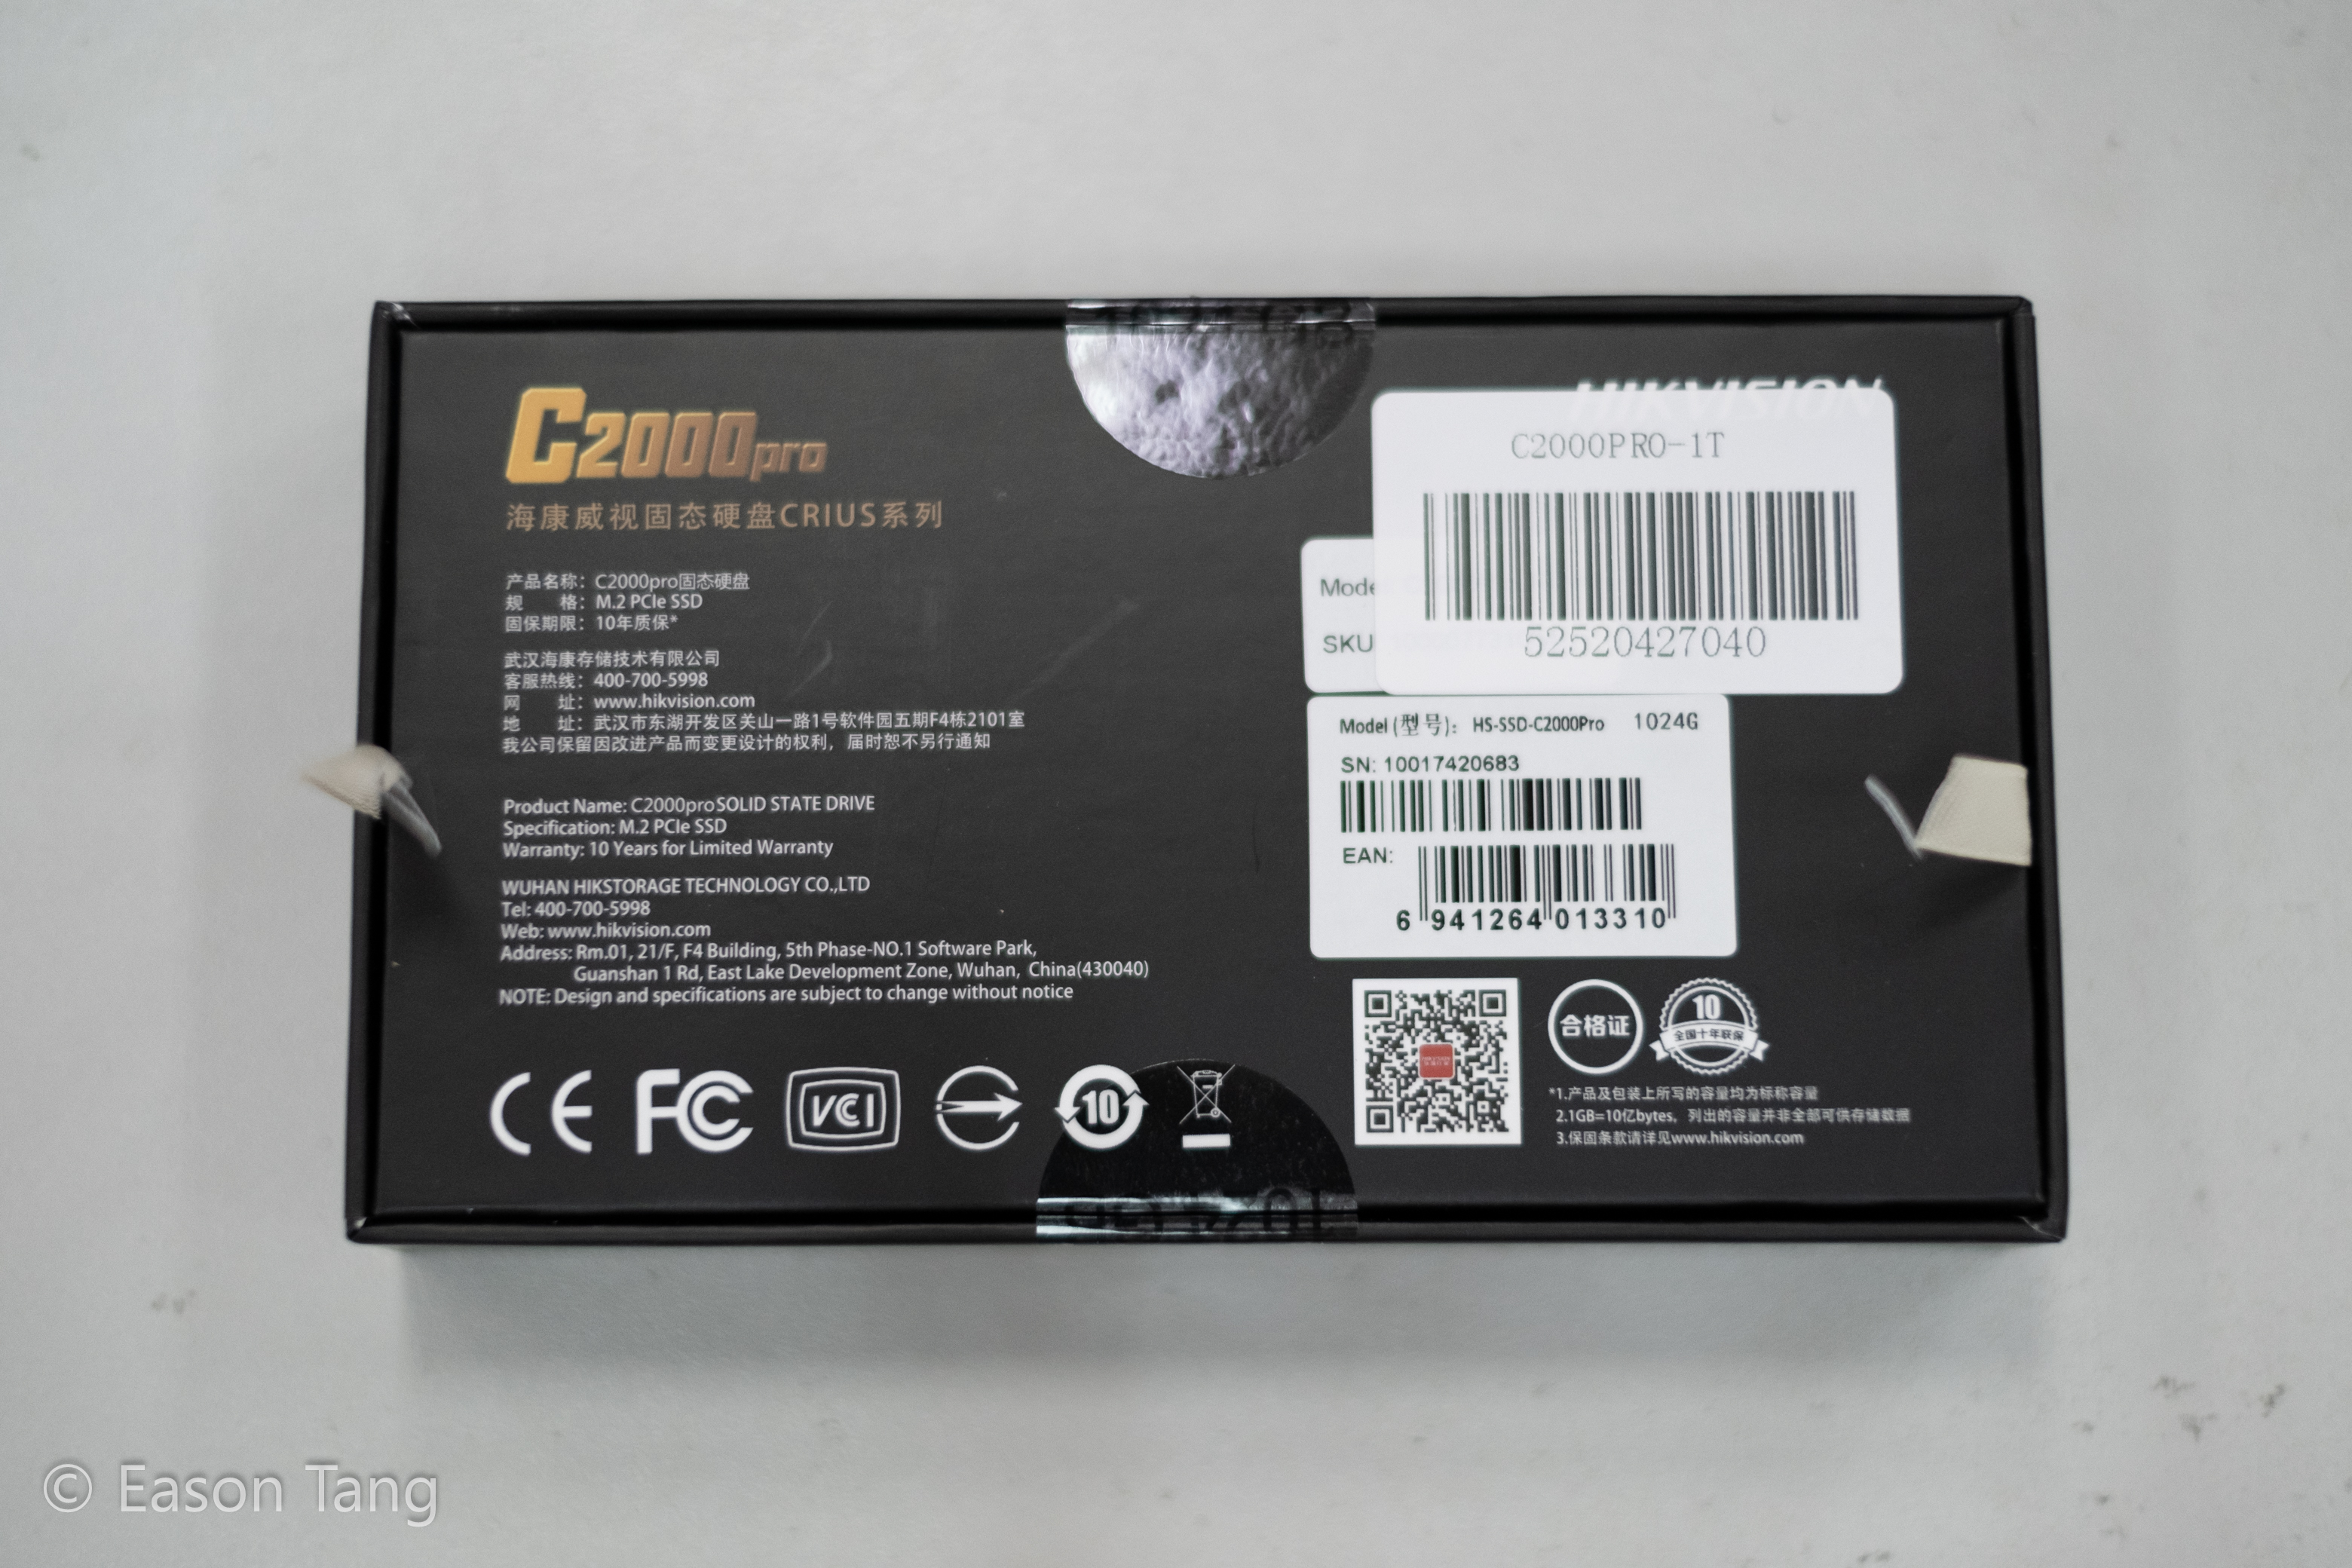 C2000pro
海康威视固态硬盘CRIUS系列
产品名称：C2000pro固态硬盘
规 格：M.2 PCIe SSD
固保期限：10年质保*
武汉海康存储技术有限公司
客服热线：400-700-5998
网 址：www.hikvision.com
地 址：武汉市东湖开发区关山一路1号软件园五期F4栋2101室
我公司保留因改进产品而变更设计的权利，届时恕不另行通知
Product Name: C2000pro SOLID STATE DRIVE
Specification: M.2 PCIe SSD
Warranty: 10 Years for Limited Warranty
WUHAN HIKSTORAGE TECHNOLOGY CO.,LTD
Tel: 400-700-5998
Web: www.hikvision.com
Address: Rm.01, 21/F, F4 Building, 5th Phase-NO.1 Software Park,
Guanshan 1 Rd, East Lake Development Zone, Wuhan, China(430040)
NOTE: Design and specifications are subject to change without notice
CE FC VCI 10
HIKVISION
C2000PRO-1T
52520427040
Mode
SKU
Model (型号)： HS-SSD-C2000Pro 1024G
SN: 10017420683
EAN:
6 941264 013310
合格证
10
全国十年联保
*1.产品及包装上所写的容量均为标称容量
2.1GB=10亿bytes，列出的容量并非全部可供存储数据
3.保固条款请详见www.hikvision.com
© Eason Tang